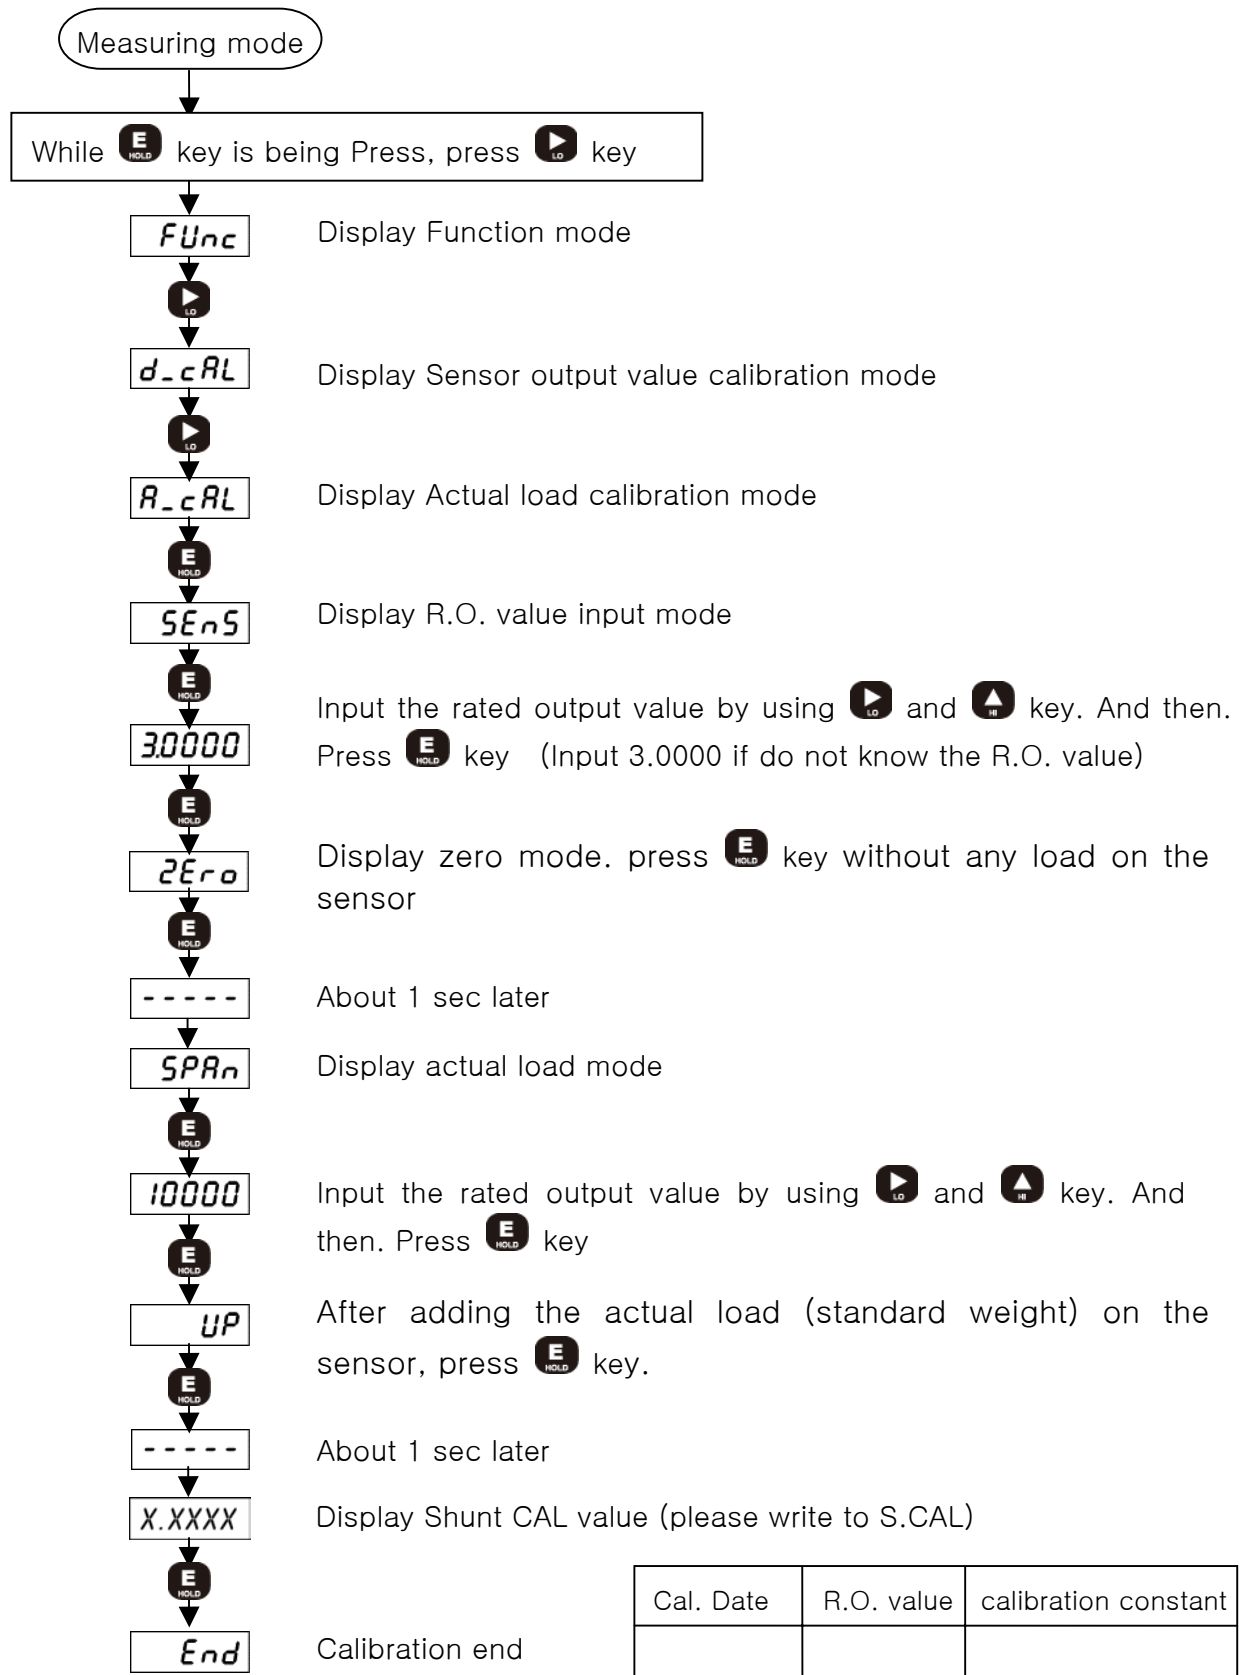 Measuring mode
While E HOLD key is being Press, press LO key
FUnc Display Function mode
LO
d_cAL Display Sensor output value calibration mode
LO
A_cAL Display Actual load calibration mode
E HOLD
SEnS Display R.O. value input mode
E HOLD
Input the rated output value by using LO and HI key. And then.
3.0000 Press E HOLD key (Input 3.0000 if do not know the R.O. value)
E HOLD
2Ero Display zero mode. press E HOLD key without any load on the
sensor
E HOLD
----- About 1 sec later
SPAn Display actual load mode
E HOLD
10000 Input the rated output value by using LO and HI key. And
then. Press E HOLD key
E HOLD
UP After adding the actual load (standard weight) on the
sensor, press E HOLD key.
E HOLD
----- About 1 sec later
X.XXXX Display Shunt CAL value (please write to S.CAL)
E HOLD
Cal. Date R.O. value calibration constant
End Calibration end